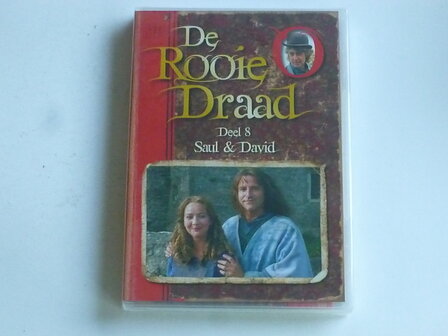 De
Rooie
Draad
Deel 8
Saul & David